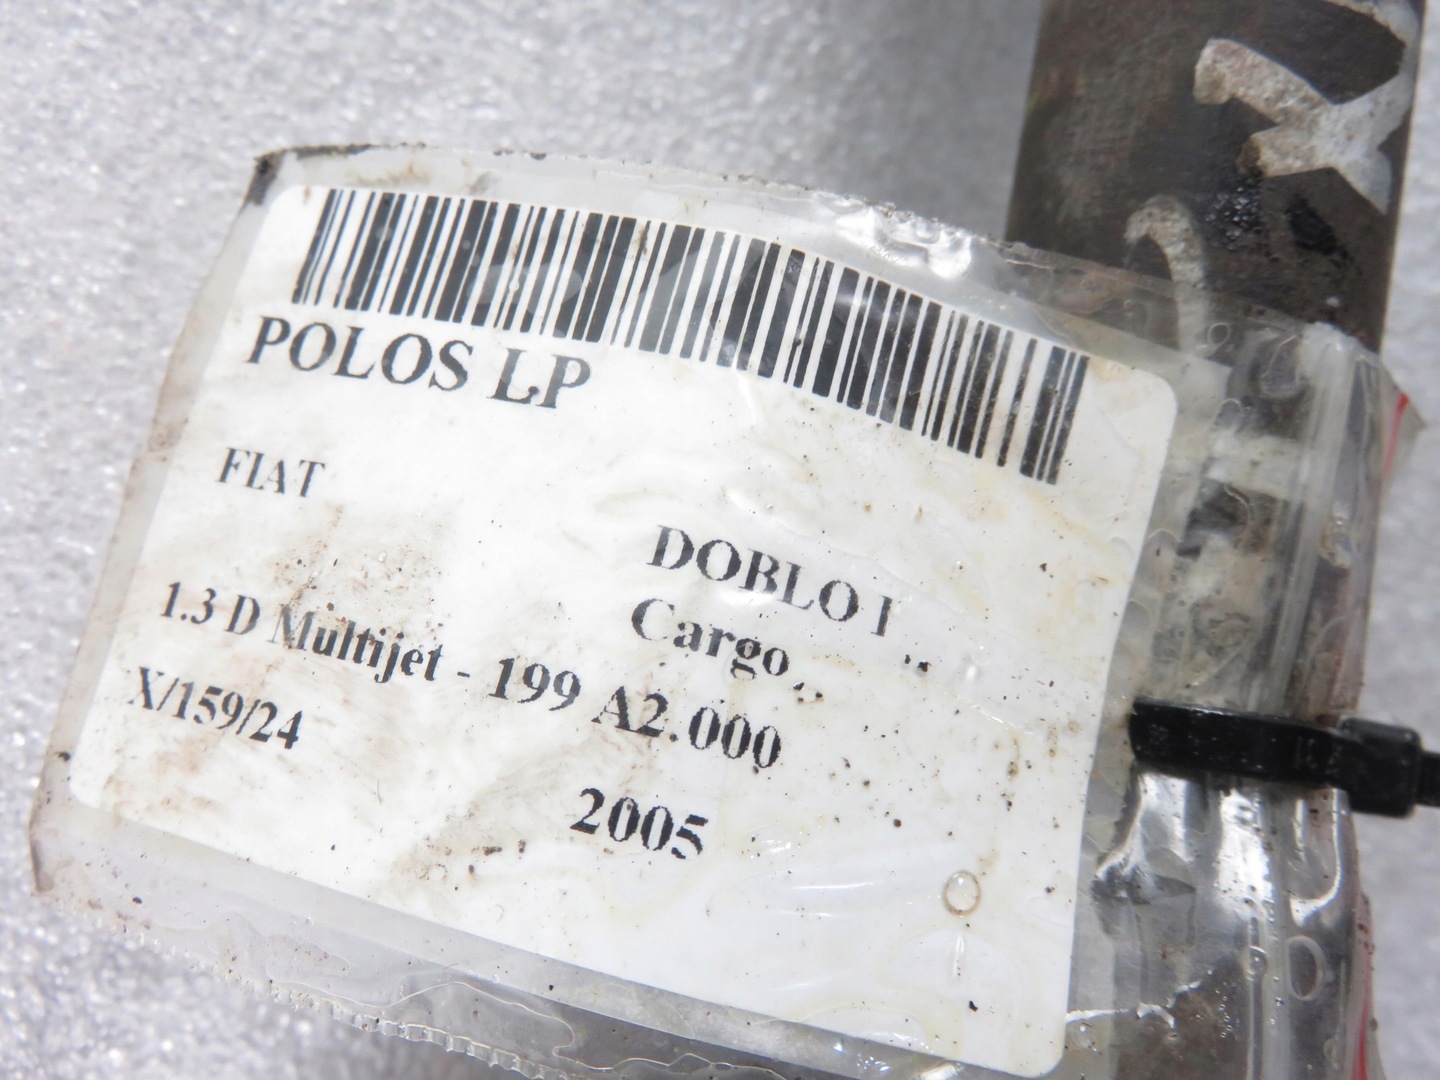 POLOS LP
FIAT
DOBLO I
Cargo
1.3 D Multijet - 199 A2.000
X/159/24
2005